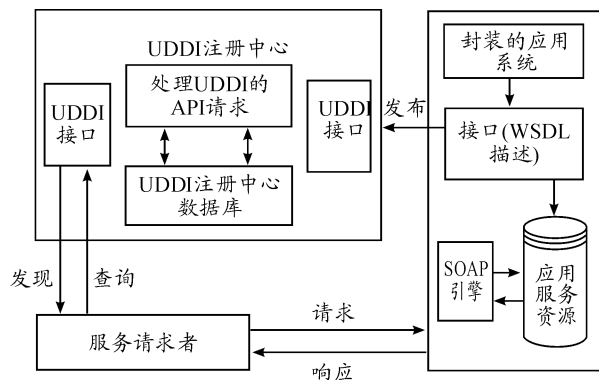 UDDI注册中心
处理UDDI的
API请求
UDDI
接口
UDDI
接口
UDDI注册中心
数据库
发布
封装的应用
系统
接口(WSDL
描述)
SOAP
引擎
应用
服务
资源
发现
查询
服务请求者
请求
响应